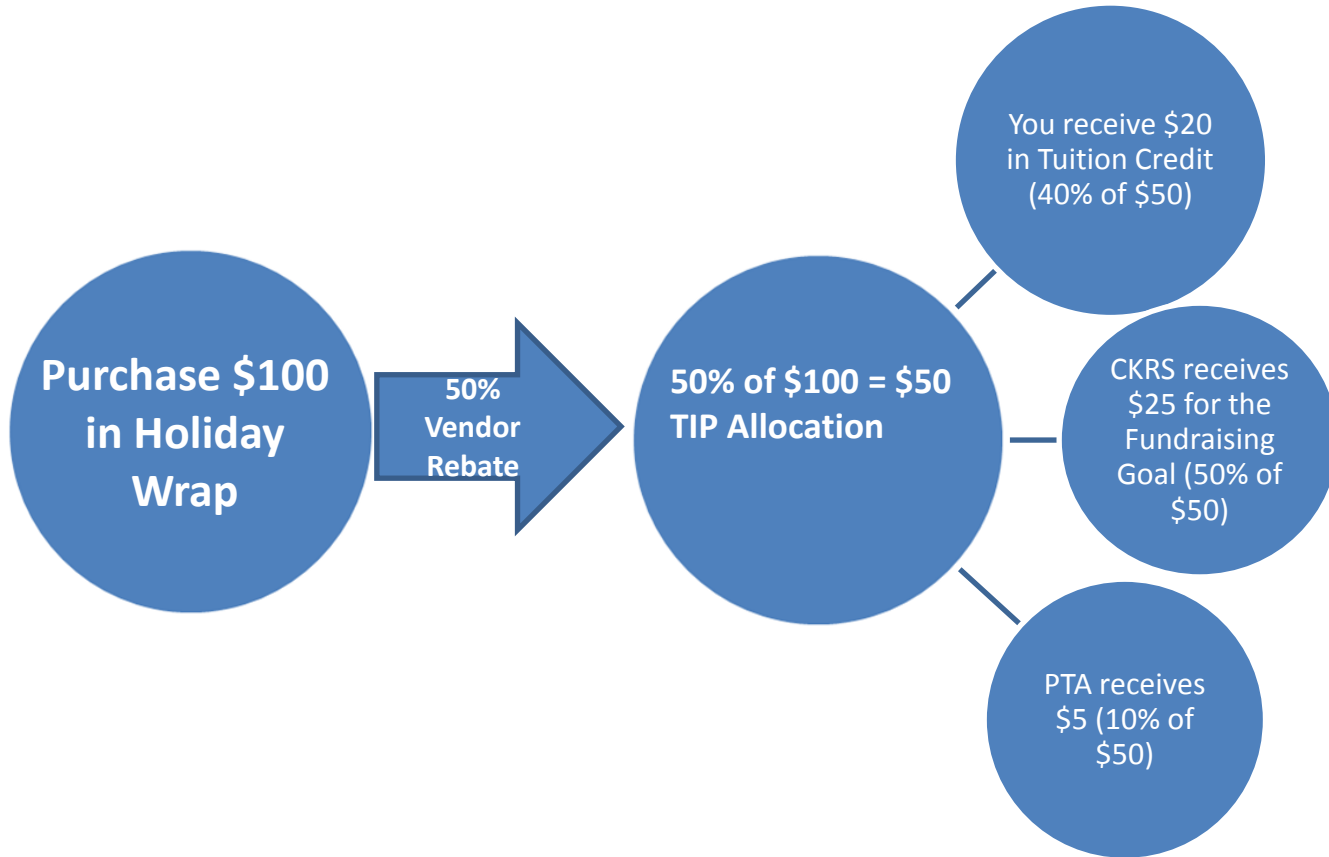 Purchase $100
in Holiday
Wrap
50%
Vendor
Rebate
50% of $100 = $50
TIP Allocation
You receive $20
in Tuition Credit
(40% of $50)
CKRS receives
$25 for the
Fundraising
Goal (50% of
$50)
PTA receives
$5 (10% of
$50)